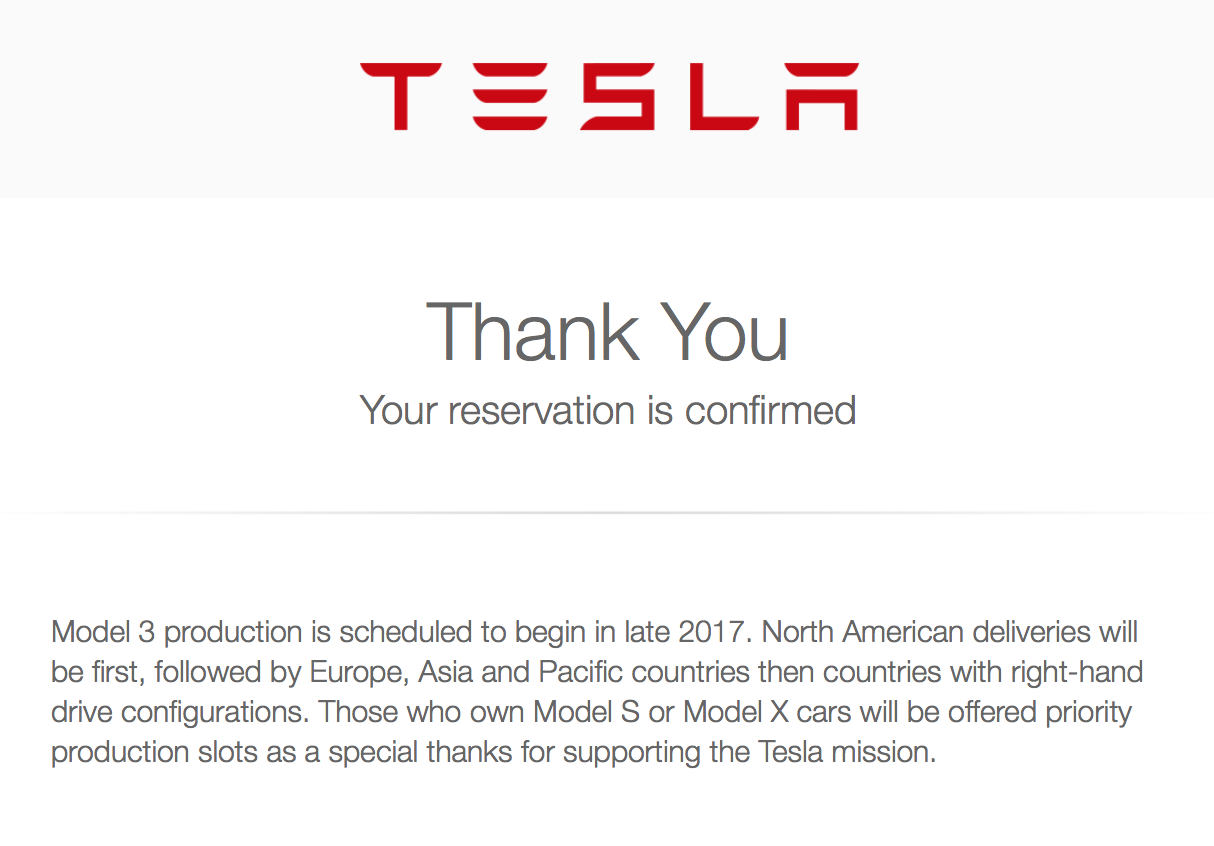 TESLA
Thank You
Your reservation is confirmed
Model 3 production is scheduled to begin in late 2017. North American deliveries will
be first, followed by Europe, Asia and Pacific countries then countries with right-hand
drive configurations. Those who own Model S or Model X cars will be offered priority
production slots as a special thanks for supporting the Tesla mission.